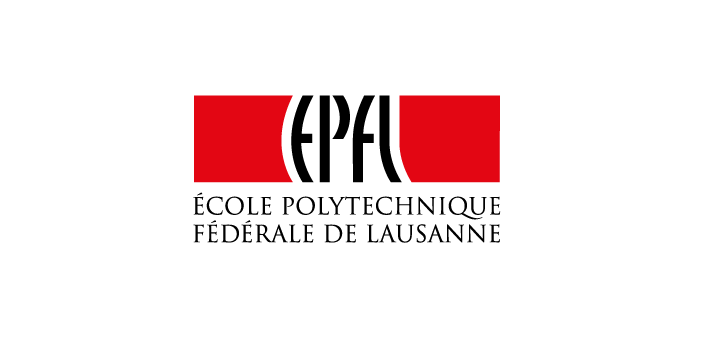 EPFL
ÉCOLE POLYTECHNIQUE
FÉDÉRALE DE LAUSANNE